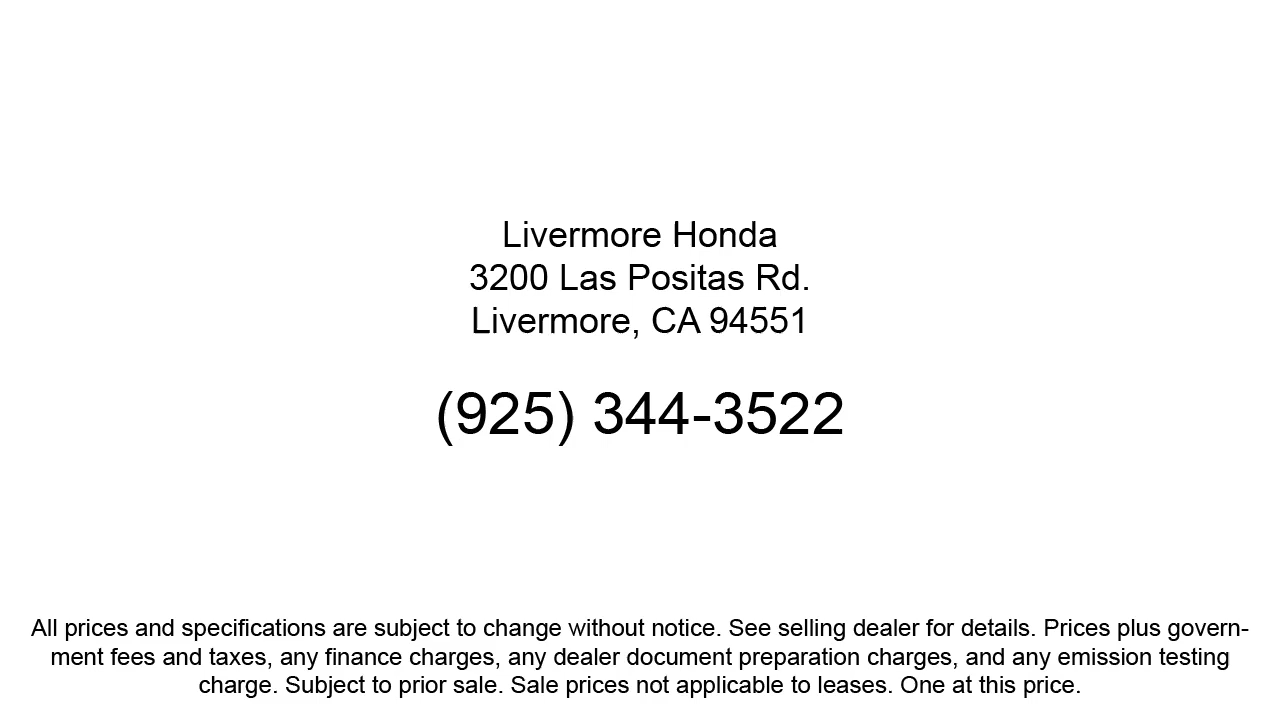 Livermore Honda
3200 Las Positas Rd.
Livermore, CA 94551
(925) 344-3522
All prices and specifications are subject to change without notice. See selling dealer for details. Prices plus govern-
ment fees and taxes, any finance charges, any dealer document preparation charges, and any emission testing
charge. Subject to prior sale. Sale prices not applicable to leases. One at this price.